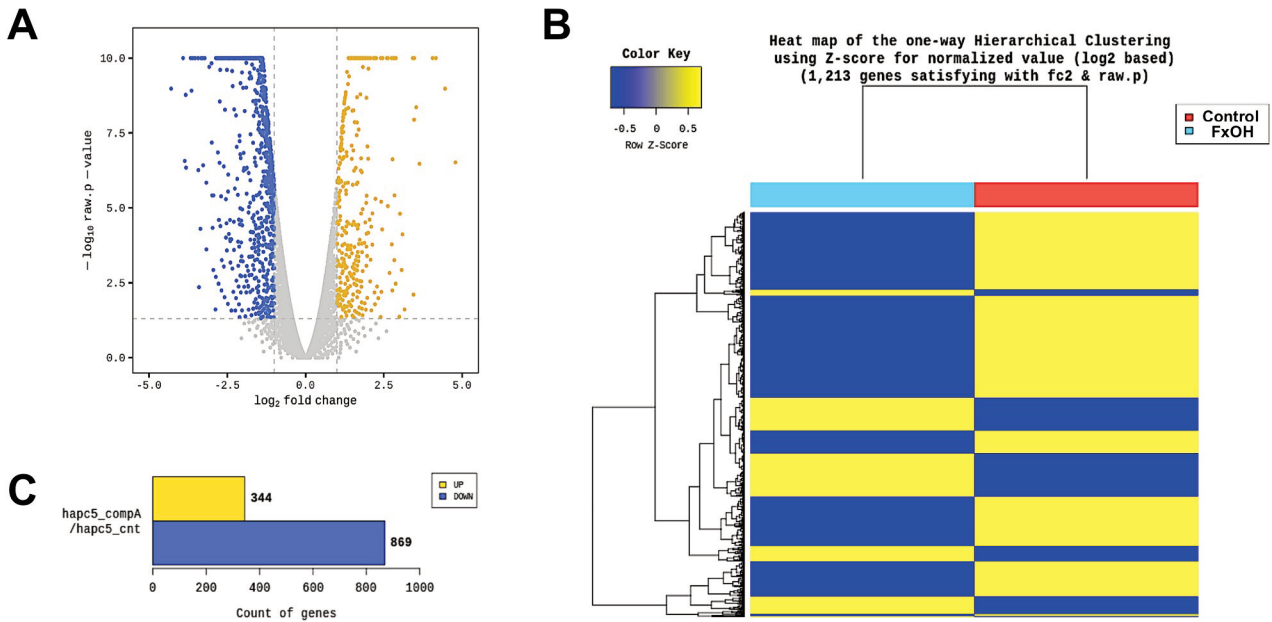 A
−log10 raw.p −value
10.0
7.5
5.0
2.5
0.0
-5.0
-2.5
0.0
2.5
5.0
log2 fold change
B
Heat map of the one-way Hierarchical Clustering
using Z-score for normalized value (log2 based)
(1,213 genes satisfying with fc2 & raw.p)
Color Key
-0.5 0 0.5
Row Z-Score
Control
FxOH
C
hapc5_compA
/hapc5_cnt
344
869
UP
DOWN
0 200 400 600 800 1000
Count of genes